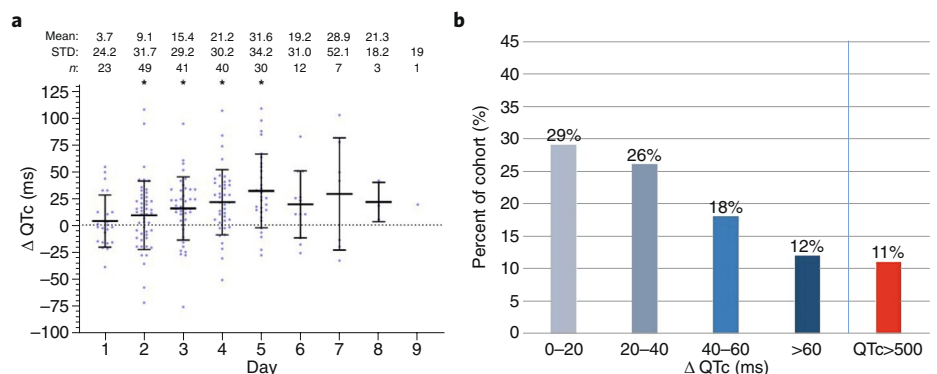 a
Mean: 3.7 9.1 15.4 21.2 31.6 19.2 28.9 21.3
STD: 24.2 31.7 29.2 30.2 34.2 31.0 52.1 18.2 19
n: 23 49 41 40 30 12 7 3 1
* * * *
125
100
75
50
25
0
−25
−50
−75
−100
Δ QTc (ms)
1 2 3 4 5 6 7 8 9
Day
b
45
40
35
30
25
20
15
10
5
0
Percent of cohort (%)
29%
26%
18%
12%
11%
0–20 20–40 40–60 >60 QTc>500
Δ QTc (ms)